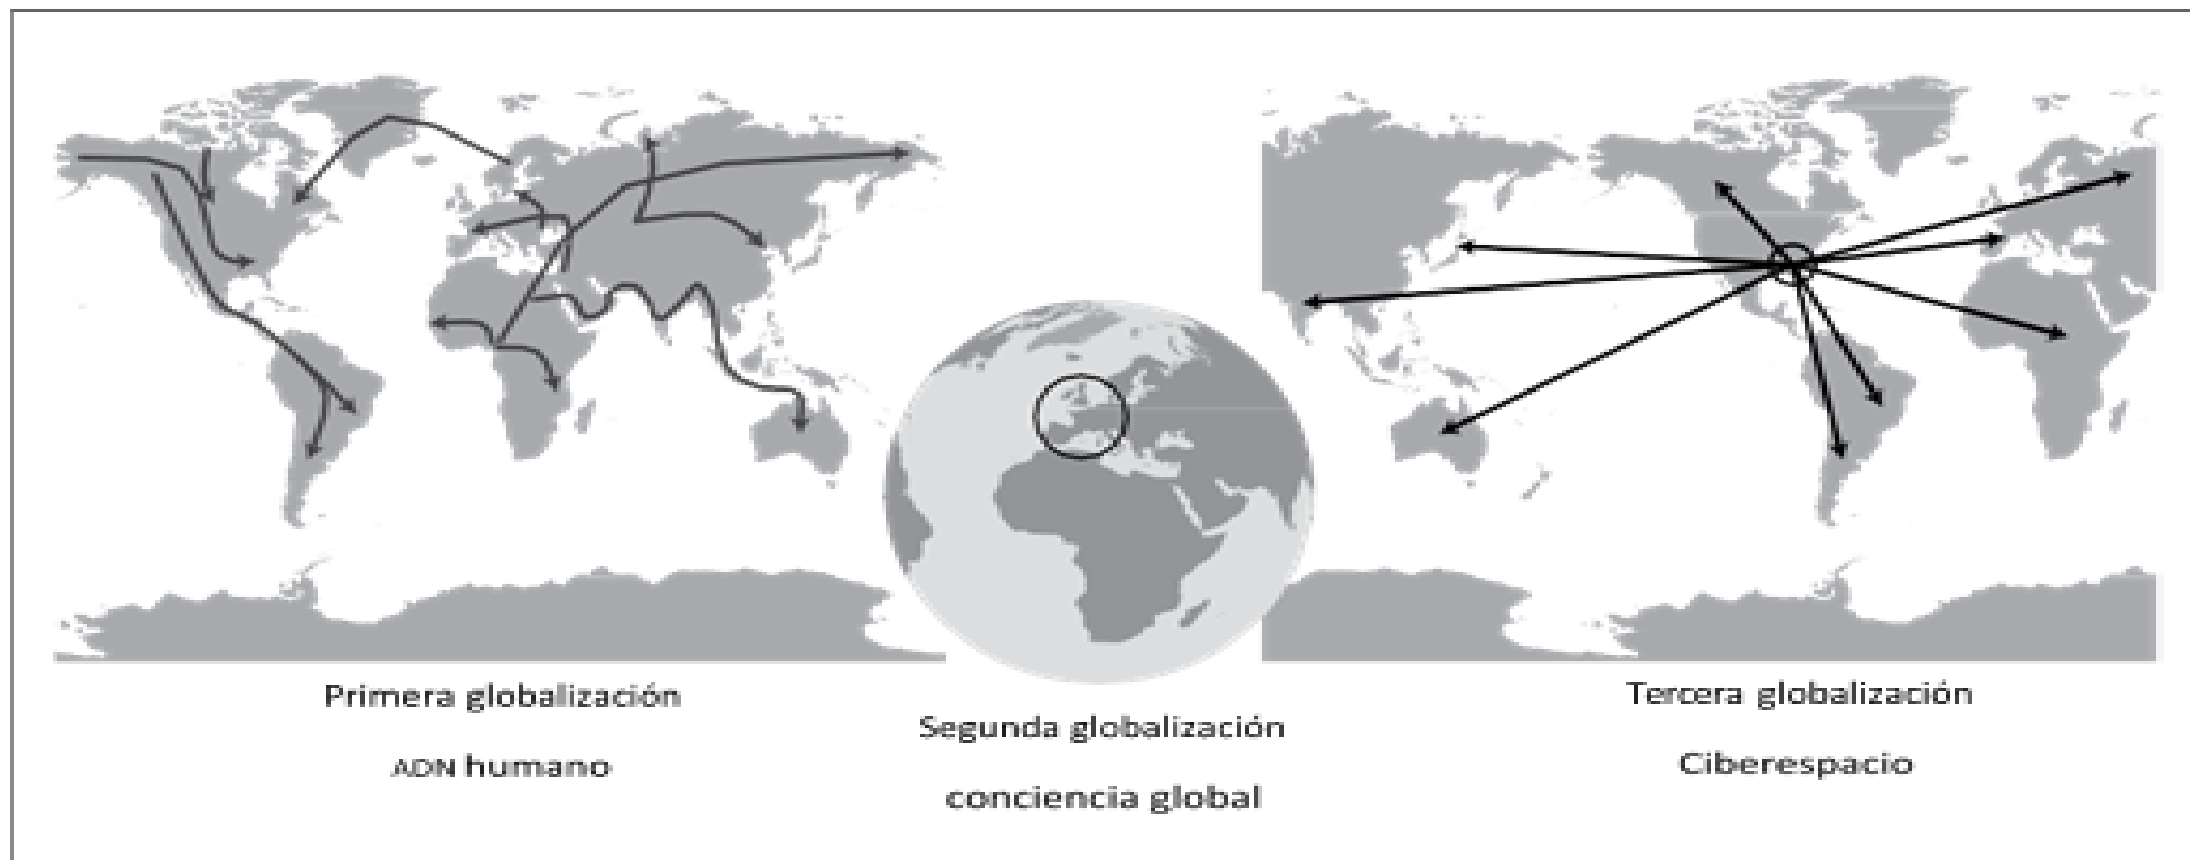 Primera globalización
ADN humano
Segunda globalización
conciencia global
Tercera globalización
Ciberespacio